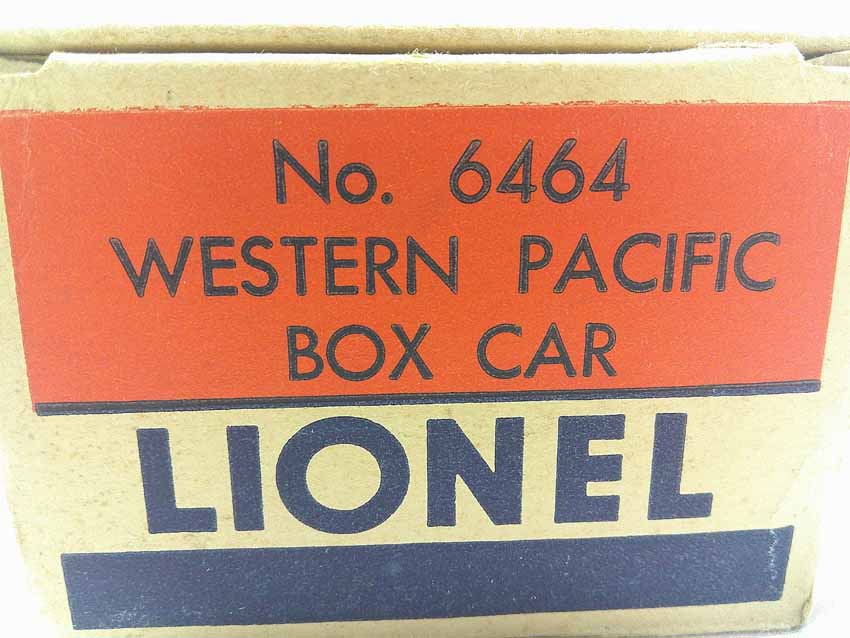 No. 6464
WESTERN PACIFIC
BOX CAR
LIONEL